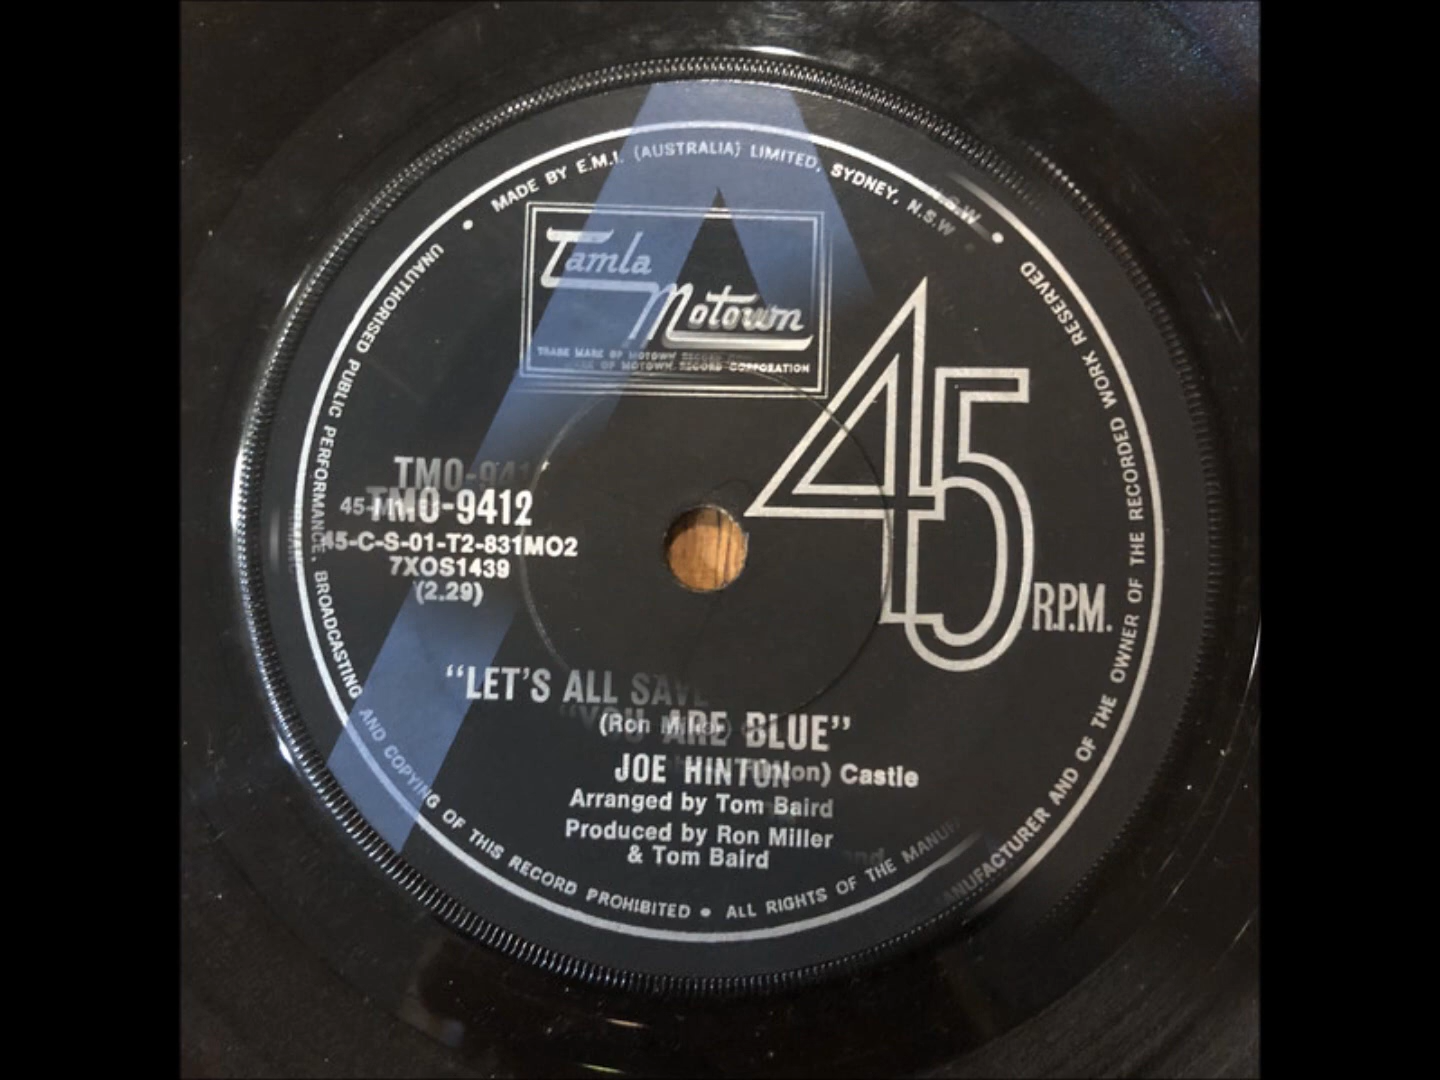 MADE BY E.M.I. (AUSTRALIA) LIMITED, SYDNEY, N.S.W
Tamla
Motown
TRADE MARK OF MOTOWN RECORD CORPORATION
45
R.P.M.
TMO-9412
45-C-S-01-T2-831MO2
7XOS1439
(2.29)
"LET'S ALL SAVE
"YOU ARE BLUE"
(Ron Miller)
Castle
JOE HINTON
Arranged by Tom Baird
Produced by Ron Miller
& Tom Baird
UNAUTHORISED PUBLIC PERFORMANCE, BROADCASTING AND COPYING OF THIS RECORD PROHIBITED • ALL RIGHTS OF THE MANUFACTURER AND OF THE OWNER OF THE RECORDED WORK RESERVED